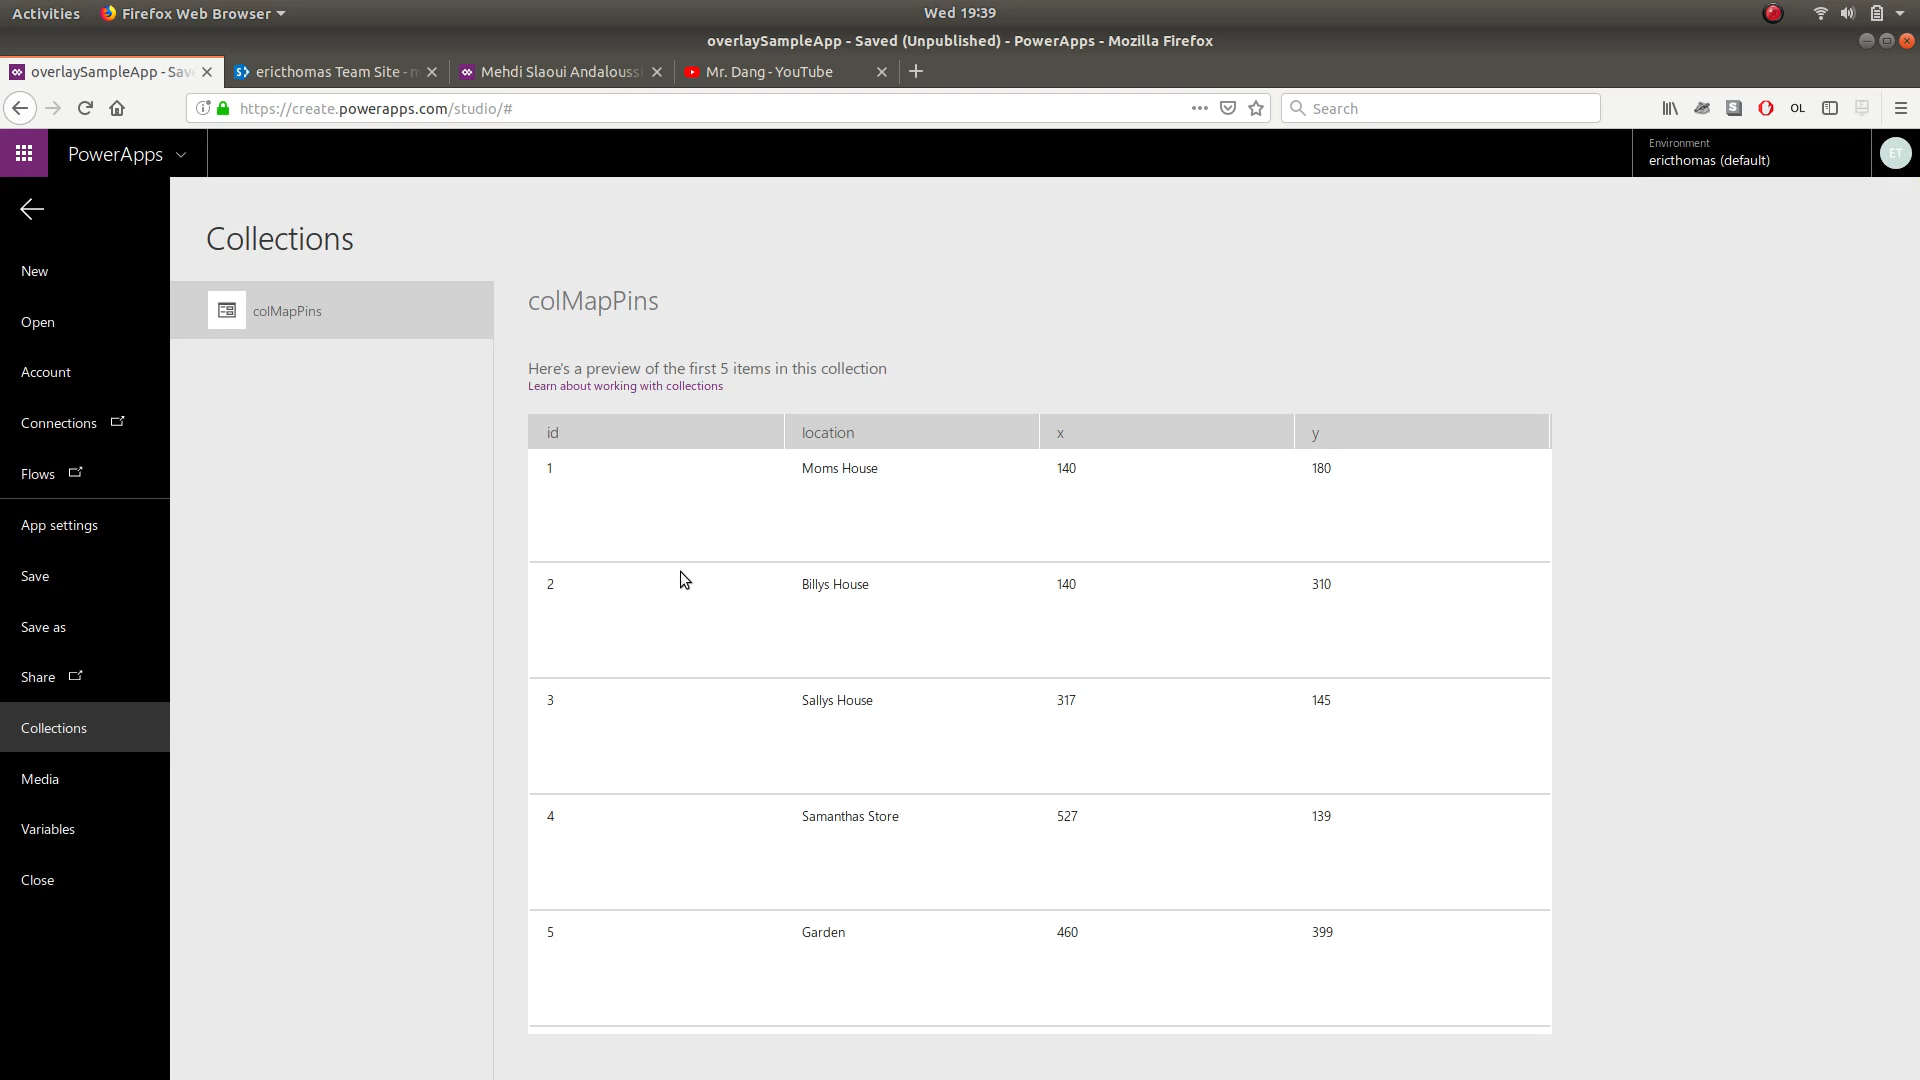 Activities Firefox Web Browser Wed 19:39
overlaySampleApp - Saved (Unpublished) - PowerApps - Mozilla Firefox
overlaySampleApp - Save ericthomas Team Site - Mehdi Slaoui Andalouss Mr. Dang - YouTube
https://create.powerapps.com/studio/# Search OL
PowerApps Environment
ericthomas (default) ET
Collections
New
Open
Account
Connections
Flows
App settings
Save
Save as
Share
Collections
Media
Variables
Close
colMapPins
colMapPins
Here's a preview of the first 5 items in this collection
Learn about working with collections
id location x y
1 Moms House 140 180
2 Billys House 140 310
3 Sallys House 317 145
4 Samanthas Store 527 139
5 Garden 460 399